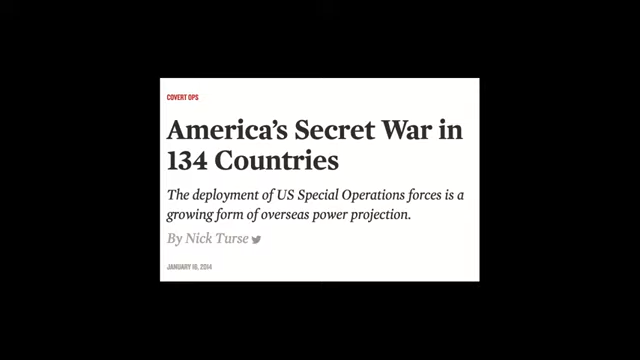 COVERT OPS
America's Secret War in
134 Countries
The deployment of US Special Operations forces is a
growing form of overseas power projection.
By Nick Turse
JANUARY 16, 2014